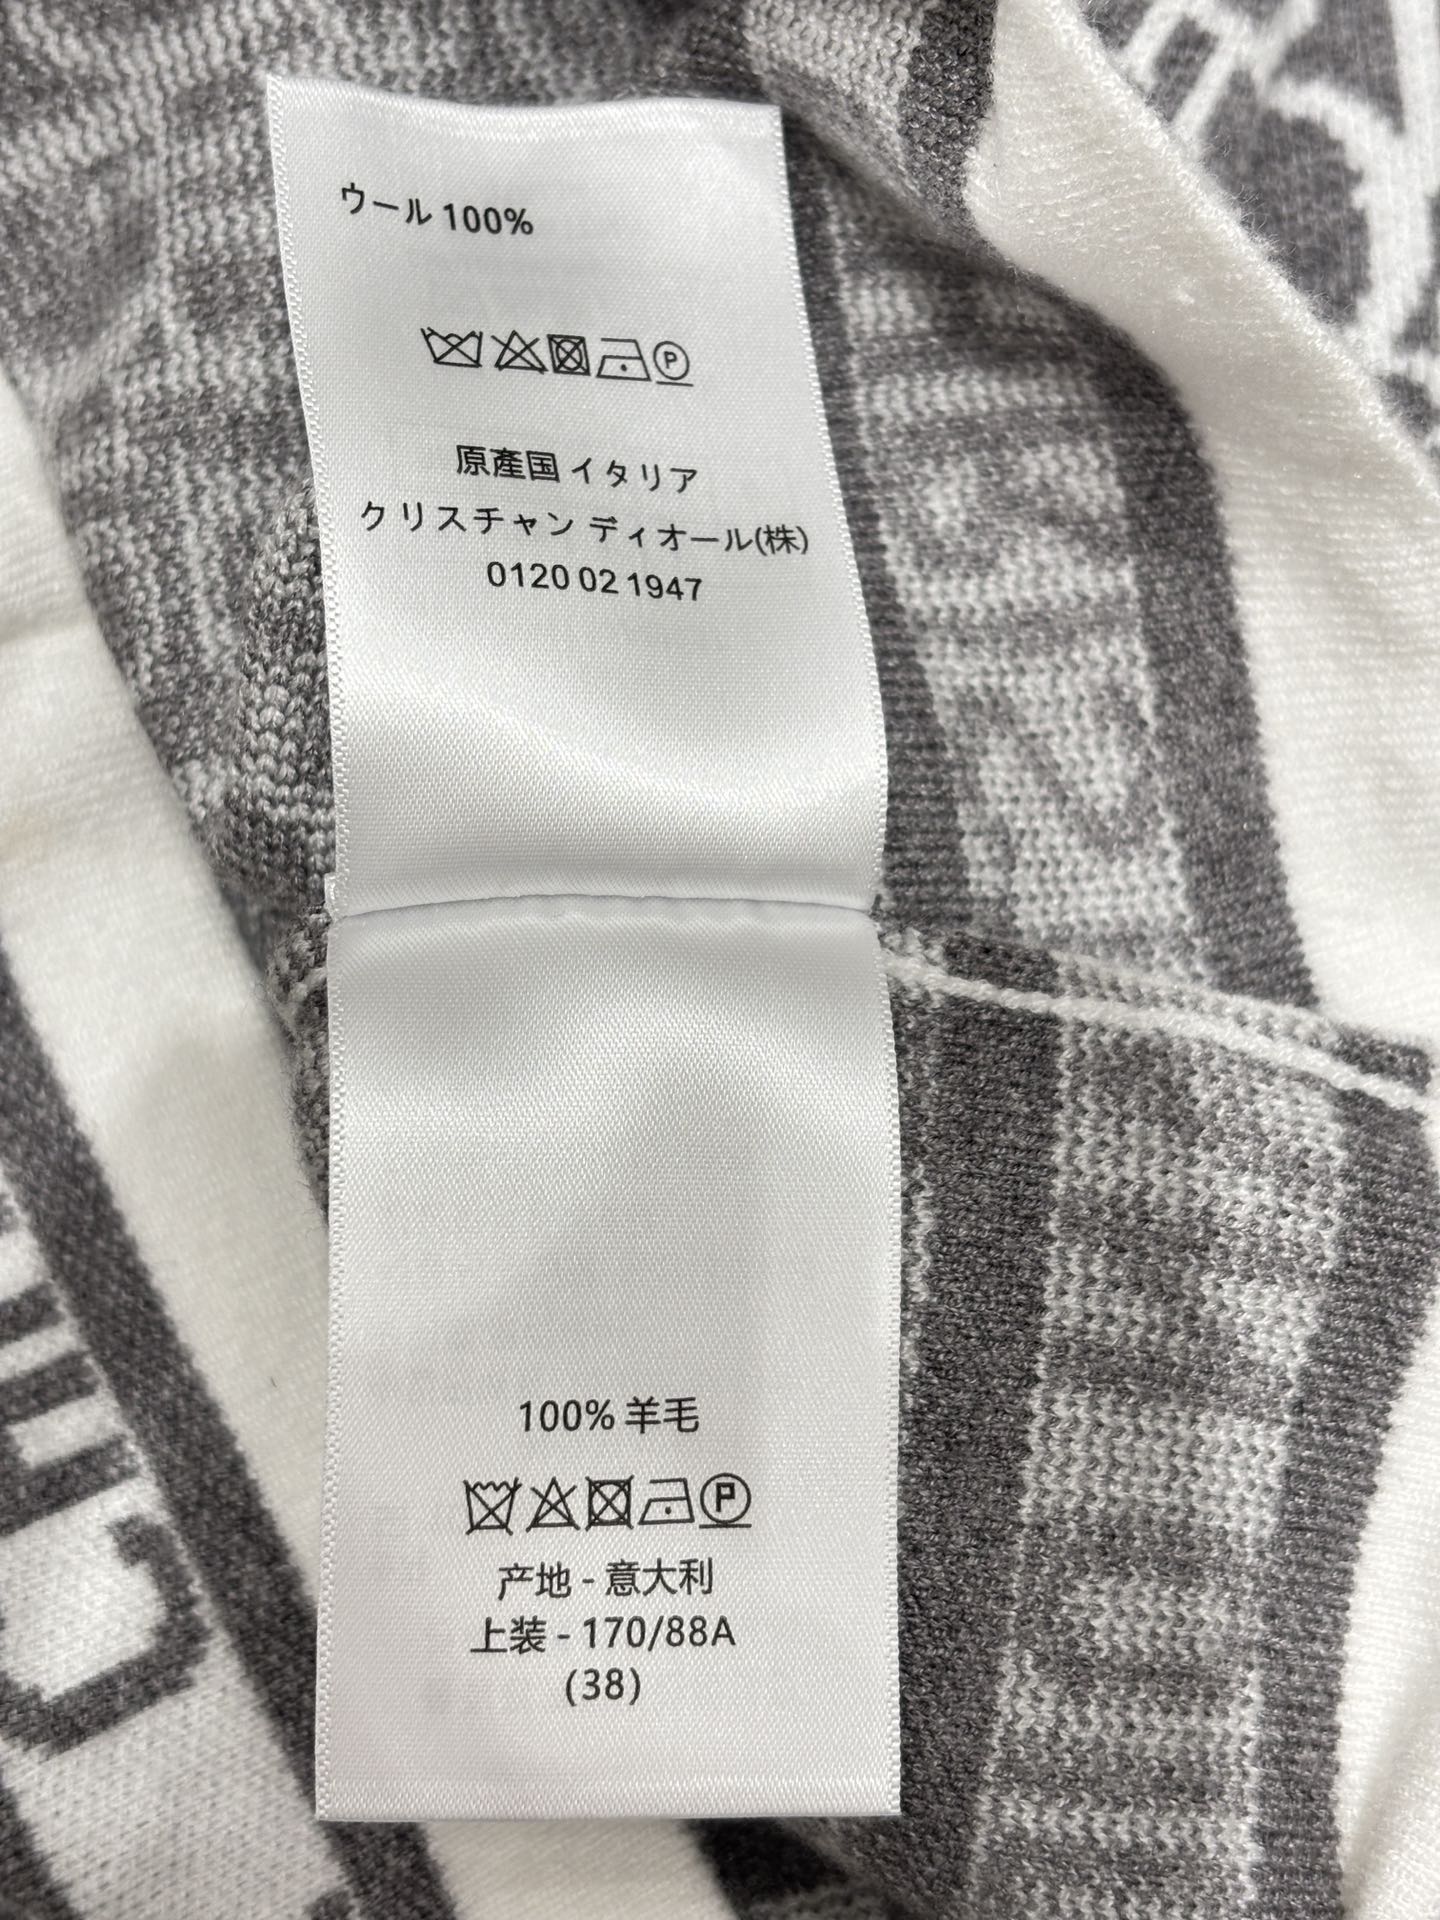 ウール 100%
P
原產国 イタリア
クリスチャン ディオール(株)
0120 02 1947
100% 羊毛
P
产地 - 意大利
上装 - 170/88A
(38)